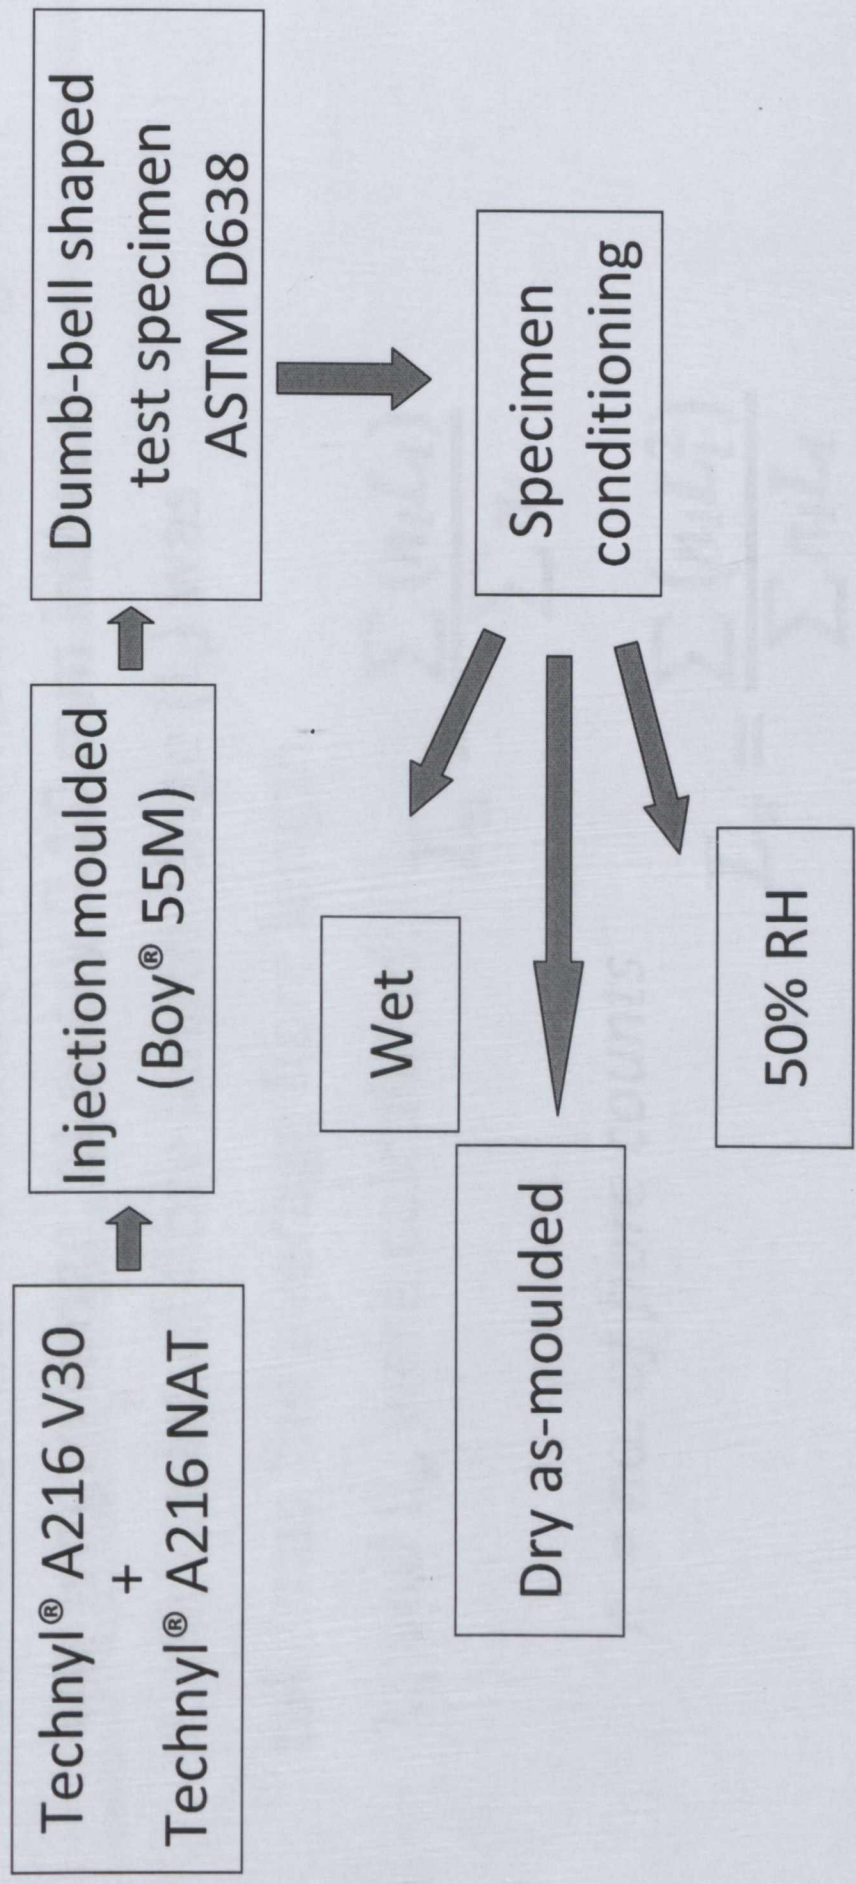 Technyl® A216 V30
+
Technyl® A216 NAT
Injection moulded
(Boy® 55M)
Dumb-bell shaped
test specimen
ASTM D638
Specimen
conditioning
Wet
Dry as-moulded
50% RH